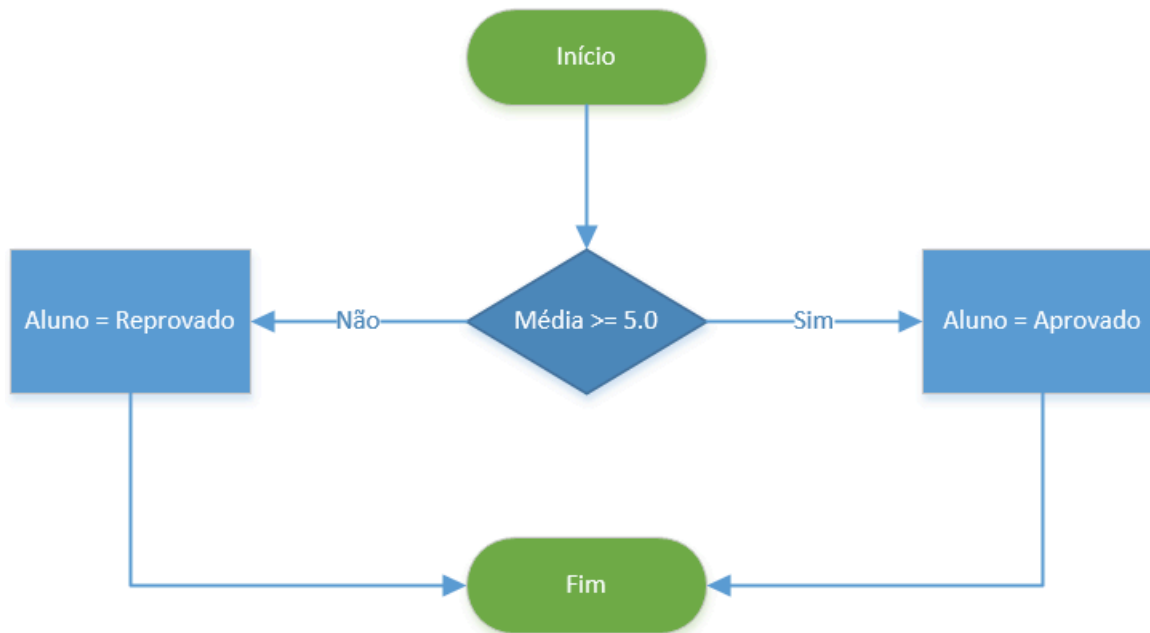 Início
Aluno = Reprovado
Não
Média >= 5.0
Sim
Aluno = Aprovado
Fim